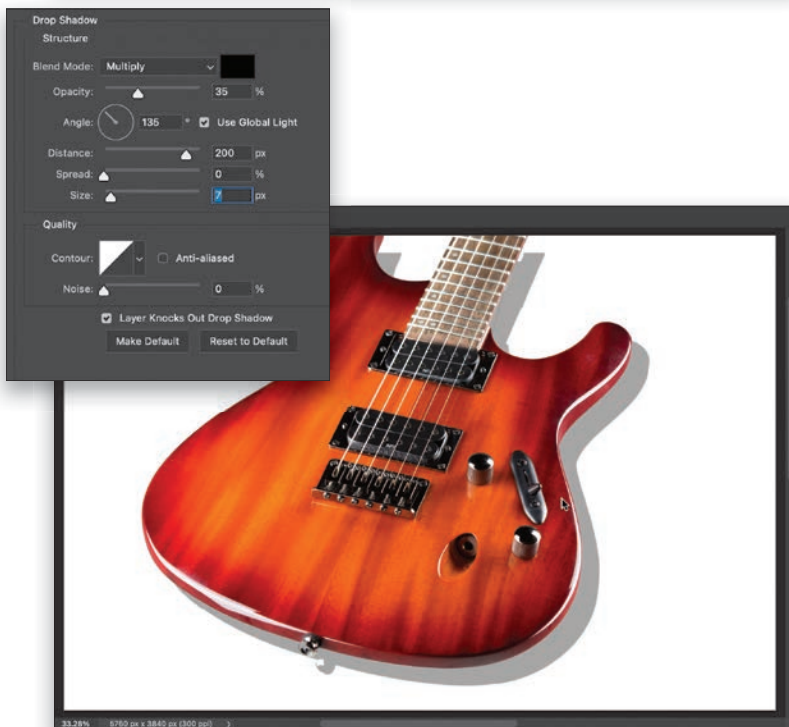 Drop Shadow
Structure
Blend Mode: Multiply
Opacity: 35 %
Angle: 135 ° Use Global Light
Distance: 200 px
Spread: 0 %
Size: 7 px
Quality
Contour: Anti-aliased
Noise: 0 %
Layer Knocks Out Drop Shadow
Make Default Reset to Default
33.28% 5760 px x 3840 px (300 ppi) >